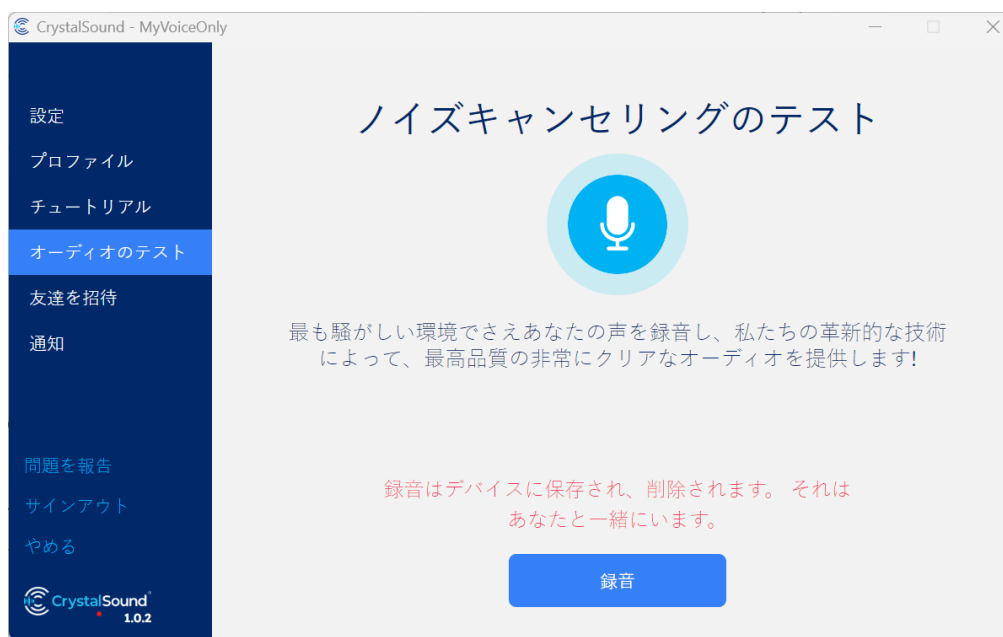 CrystalSound - MyVoiceOnly
設定
プロファイル
チュートリアル
オーディオのテスト
友達を招待
通知
問題を報告
サインアウト
やめる
CrystalSound
1.0.2
ノイズキャンセリングのテスト
最も騒がしい環境でさえあなたの声を録音し、私たちの革新的な技術
によって、最高品質の非常にクリアなオーディオを提供します!
録音はデバイスに保存され、削除されます。 それは
あなたと一緒にいます。
録音